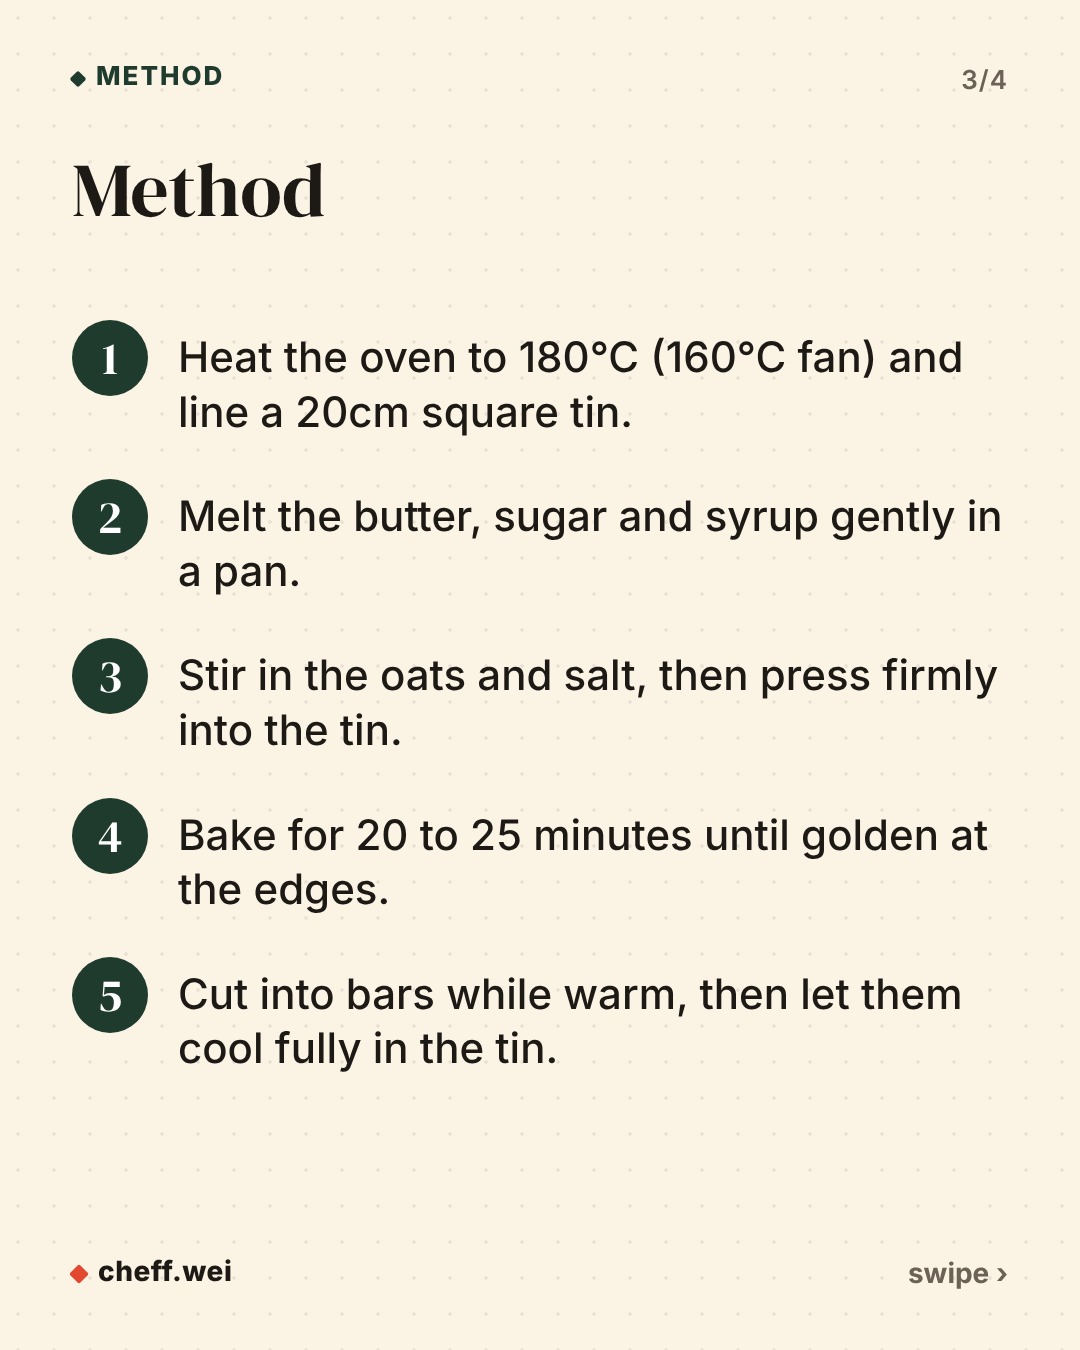 METHOD
3/4
Method
1 Heat the oven to 180°C (160°C fan) and
line a 20cm square tin.
2 Melt the butter, sugar and syrup gently in
a pan.
3 Stir in the oats and salt, then press firmly
into the tin.
4 Bake for 20 to 25 minutes until golden at
the edges.
5 Cut into bars while warm, then let them
cool fully in the tin.
cheff.wei
swipe ›